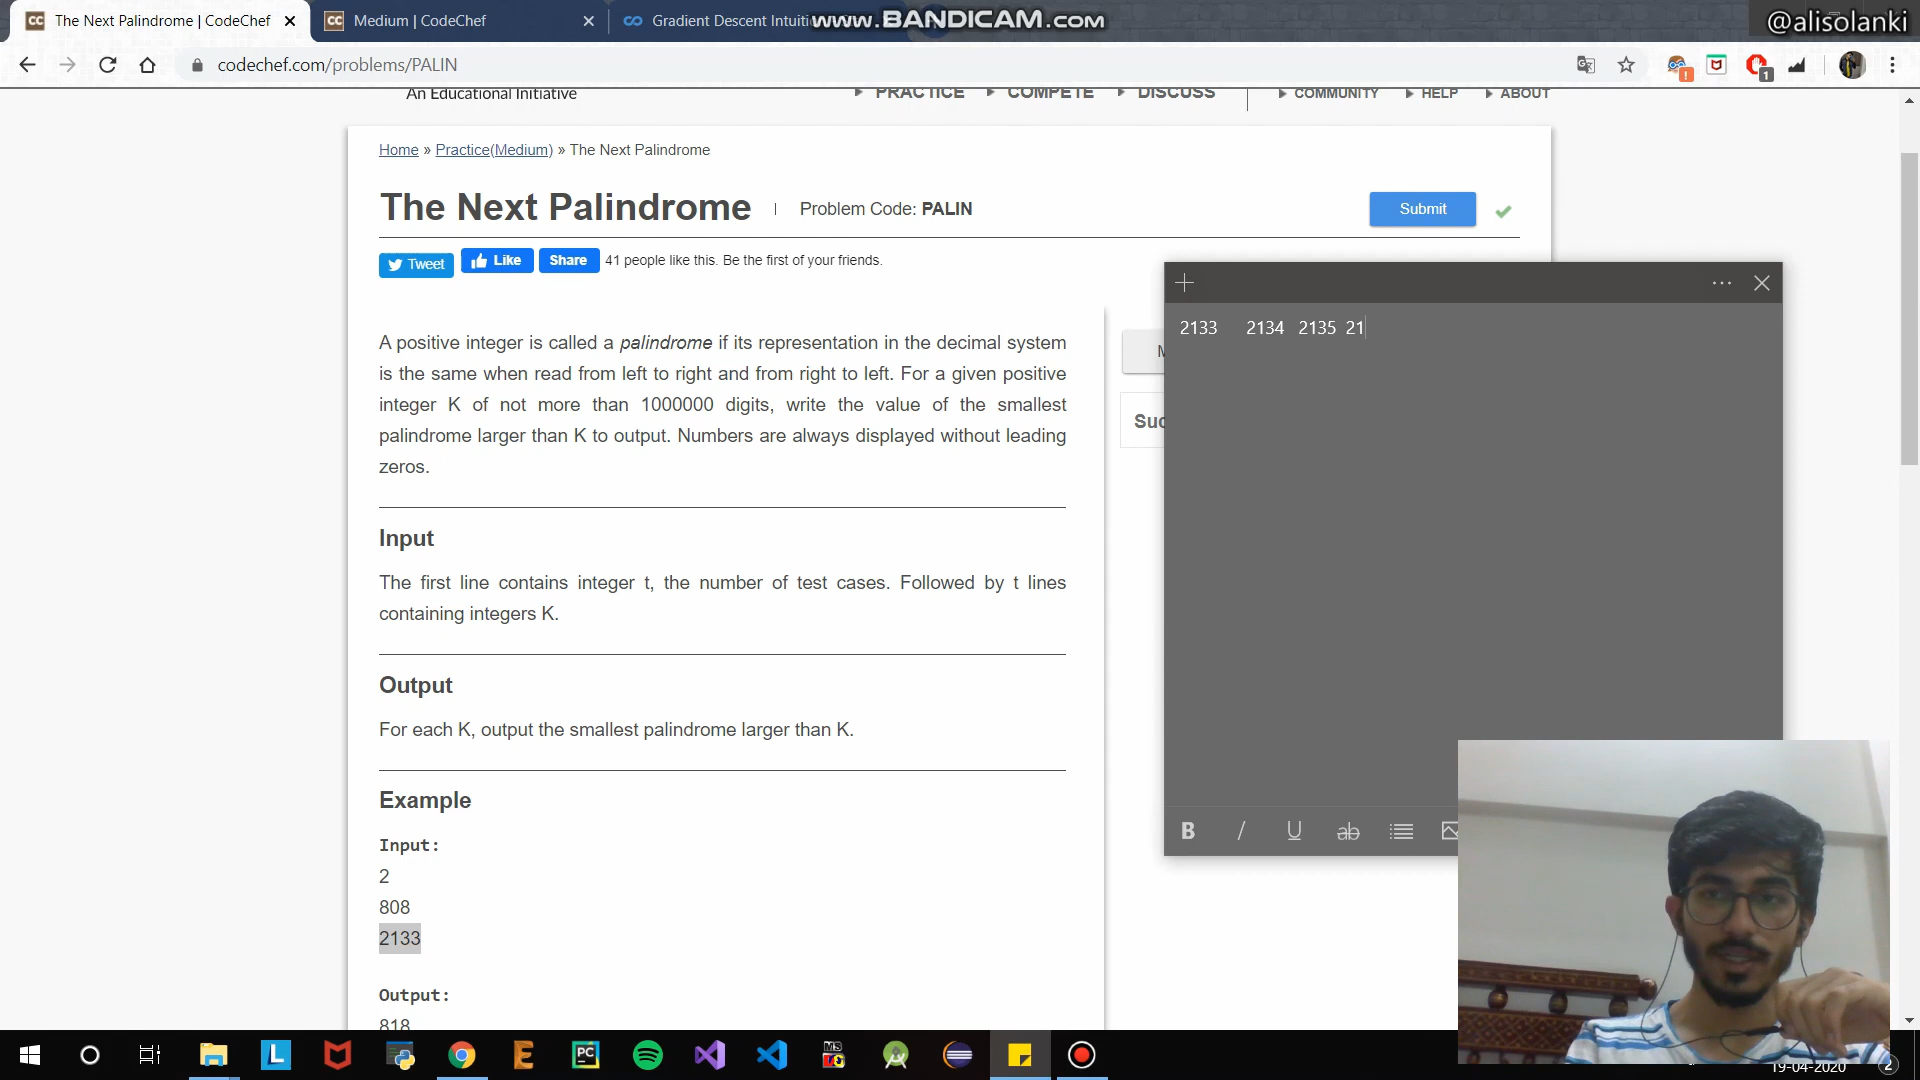 The Next Palindrome | CodeChef
Medium | CodeChef
Gradient Descent Intuiti
www.BANDICAM.com
@alisolanki
codechef.com/problems/PALIN
An Educational Initiative
PRACTICE
COMPETE
DISCUSS
COMMUNITY
HELP
ABOUT
Home » Practice(Medium) » The Next Palindrome
The Next Palindrome
Problem Code: PALIN
Submit
Tweet
Like
Share
41 people like this. Be the first of your friends.
A positive integer is called a palindrome if its representation in the decimal system
is the same when read from left to right and from right to left. For a given positive
integer K of not more than 1000000 digits, write the value of the smallest
palindrome larger than K to output. Numbers are always displayed without leading
zeros.
Input
The first line contains integer t, the number of test cases. Followed by t lines
containing integers K.
Output
For each K, output the smallest palindrome larger than K.
Example
Input:
2
808
2133
Output:
818
Suc
2133 2134 2135 21
B
U
ab
19-04-2020
2